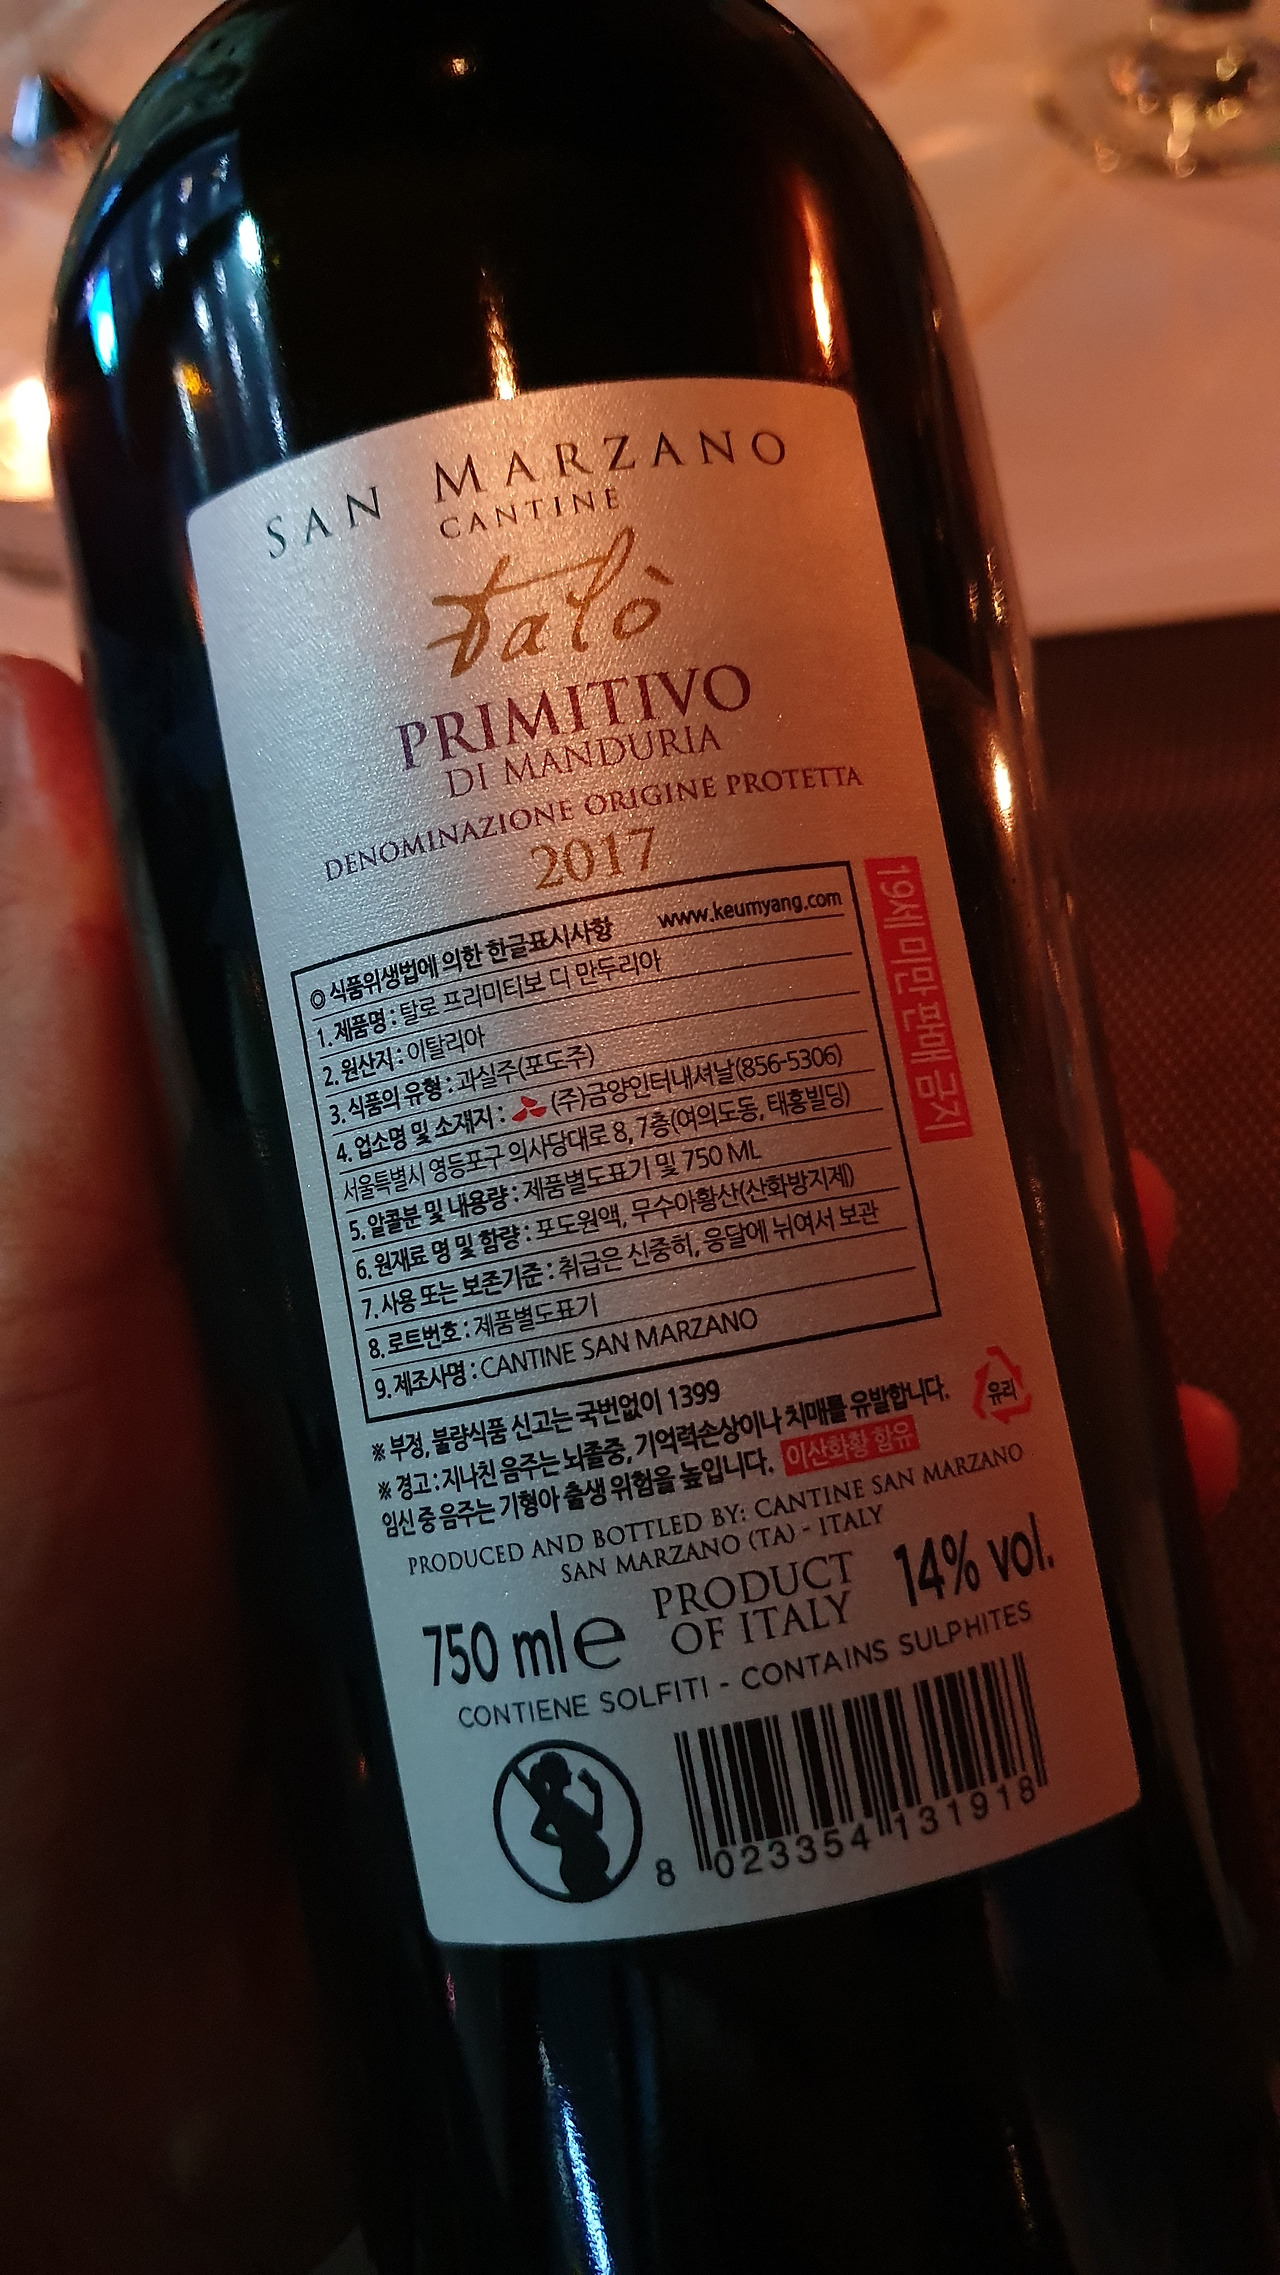 SAN MARZANO
CANTINE
Talò
PRIMITIVO
DI MANDURIA
DENOMINAZIONE ORIGINE PROTETTA
2017
◎ 식품위생법에 의한 한글표시사항 www.keumyang.com
1. 제품명 : 탈로 프리미티보 디 만두리아
2. 원산지 : 이탈리아
3. 식품의 유형 : 과실주(포도주)
4. 업소명 및 소재지 : (주)금양인터내셔날(856-5306)
서울특별시 영등포구 의사당대로 8, 7층(여의도동, 태흥빌딩)
5. 알콜분 및 내용량 : 제품별도표기 및 750 ML
6. 원재료 명 및 함량 : 포도원액, 무수아황산(산화방지제)
7. 사용 또는 보존기준 : 취급은 신중히, 응달에 뉘여서 보관
8. 로트번호 : 제품별도표기
9. 제조사명 : CANTINE SAN MARZANO
19세 미만 판매 금지
※ 부정, 불량식품 신고는 국번없이 1399
※ 경고 : 지나친 음주는 뇌졸중, 기억력손상이나 치매를 유발합니다.
임신 중 음주는 기형아 출생 위험을 높입니다. 이산화황 함유
유리
PRODUCED AND BOTTLED BY: CANTINE SAN MARZANO
SAN MARZANO (TA) - ITALY
750 ml e PRODUCT OF ITALY 14% vol.
CONTIENE SOLFITI - CONTAINS SULPHITES
8 023354 131918